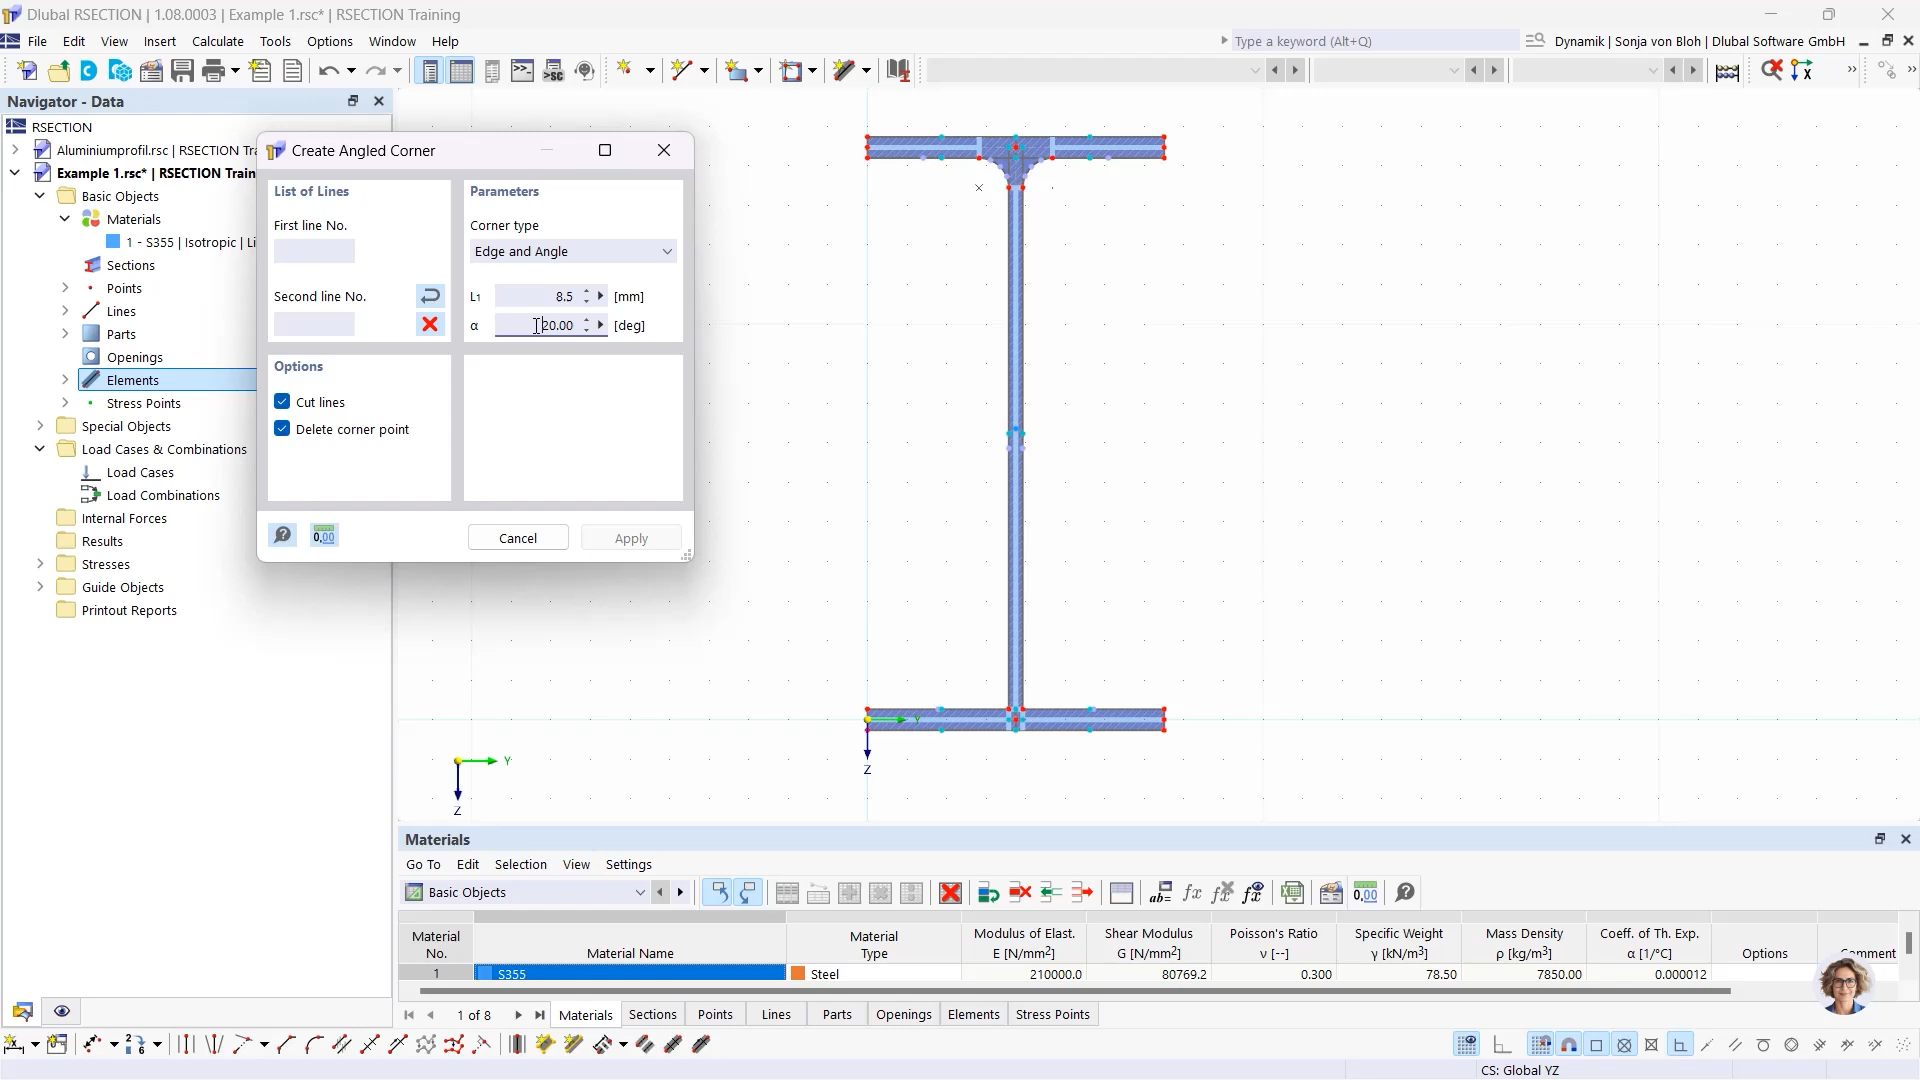 Dlubal RSECTION | 1.08.0003 | Example 1.rsc* | RSECTION Training
File Edit View Insert Calculate Tools Options Window Help
Type a keyword (Alt+Q)
Dynamik | Sonja von Bloh | Dlubal Software GmbH
Navigator - Data
RSECTION
Aluminiumprofil.rsc | RSECTION Tra
Example 1.rsc* | RSECTION Train
Basic Objects
Materials
1 - S355 | Isotropic | Li
Sections
Points
Lines
Parts
Openings
Elements
Stress Points
Special Objects
Load Cases & Combinations
Load Cases
Load Combinations
Internal Forces
Results
Stresses
Guide Objects
Printout Reports
Create Angled Corner
List of Lines
First line No.
Second line No.
Parameters
Corner type
Edge and Angle
L1 8.5 [mm]
α 20.00 [deg]
Options
Cut lines
Delete corner point
0,00
Cancel
Apply
Y
Z
Y
Z
Materials
Go To Edit Selection View Settings
Basic Objects
0,00
Material No.
Material Name
Material Type
Modulus of Elast. E [N/mm2]
Shear Modulus G [N/mm2]
Poisson's Ratio ν [--]
Specific Weight γ [kN/m3]
Mass Density ρ [kg/m3]
Coeff. of Th. Exp. α [1/°C]
Options
1 S355 Steel 210000.0 80769.2 0.300 78.50 7850.00 0.000012
1 of 8
Materials Sections Points Lines Parts Openings Elements Stress Points
CS: Global YZ